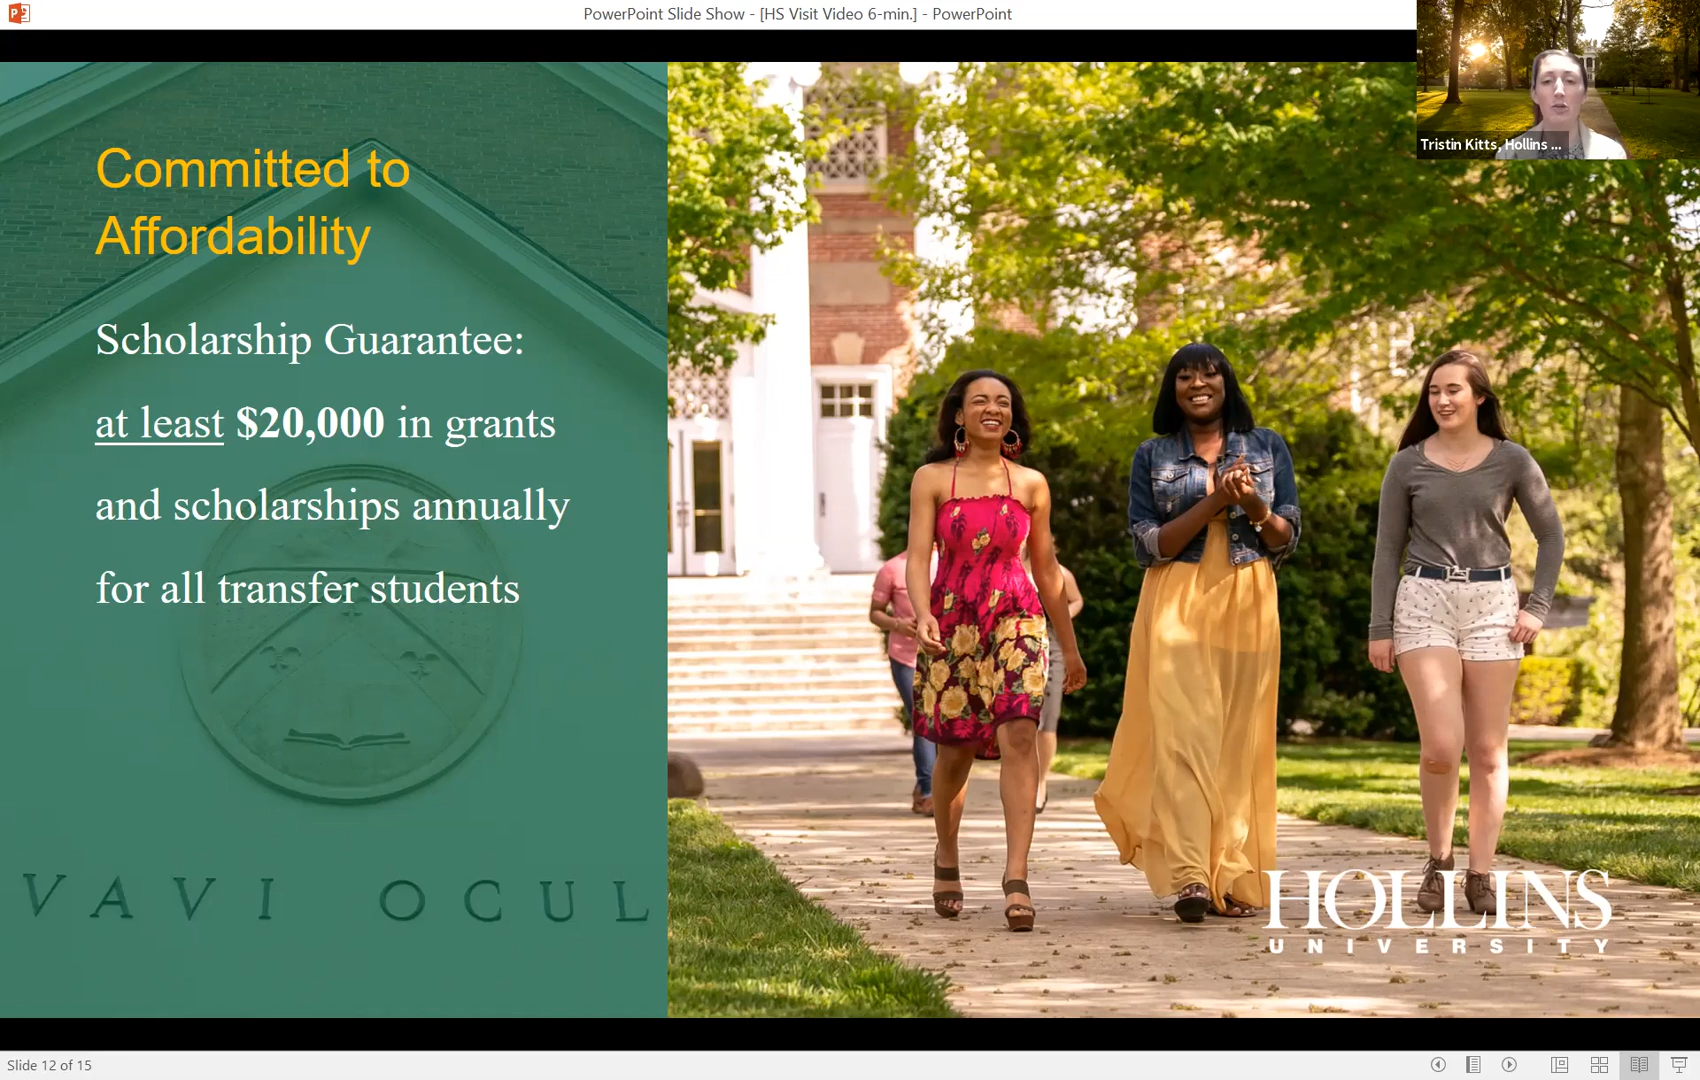 PowerPoint Slide Show - [HS Visit Video 6-min.] - PowerPoint
Tristin Kitts, Hollins ...
Committed to
Affordability
Scholarship Guarantee:
at least $20,000 in grants
and scholarships annually
for all transfer students
VAVI OCUL
HOLLINS
UNIVERSITY
Slide 12 of 15